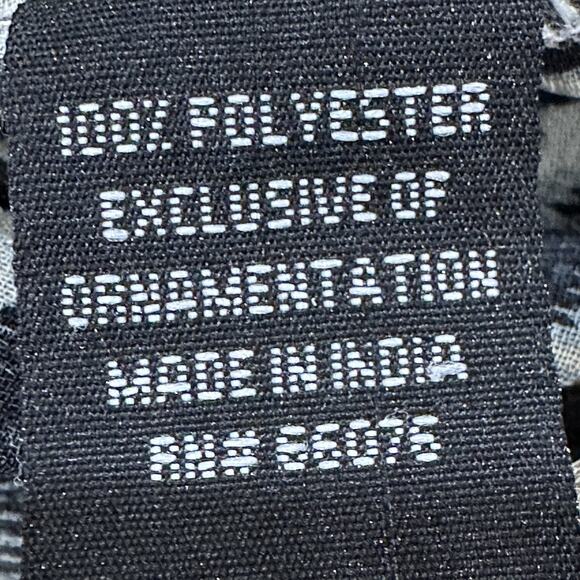 100% POLYESTER
EXCLUSIVE OF
ORNAMENTATION
MADE IN INDIA
RN# 86076